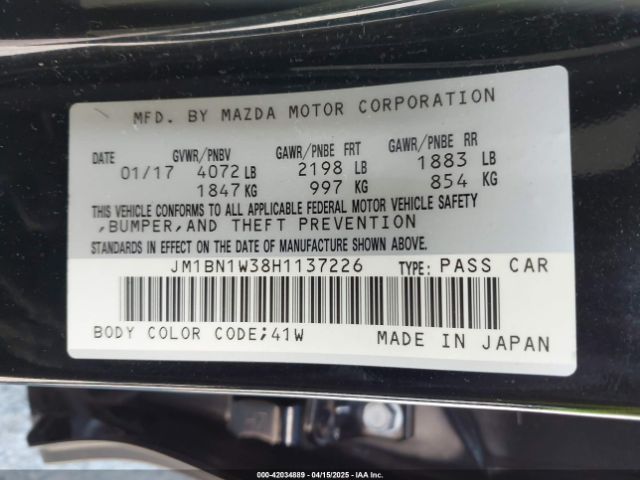 MFD. BY MAZDA MOTOR CORPORATION
DATE GVWR/PNBV GAWR/PNBE FRT GAWR/PNBE RR
01/17 4072 LB 2198 LB 1883 LB
1847 KG 997 KG 854 KG
THIS VEHICLE CONFORMS TO ALL APPLICABLE FEDERAL MOTOR VEHICLE SAFETY
,BUMPER,AND THEFT PREVENTION
STANDARDS IN EFFECT ON THE DATE OF MANUFACTURE SHOWN ABOVE.
JM1BN1W38H1137226 TYPE: PASS CAR
BODY COLOR CODE;41W MADE IN JAPAN
000-42034889 - 04/15/2025 - IAA Inc.